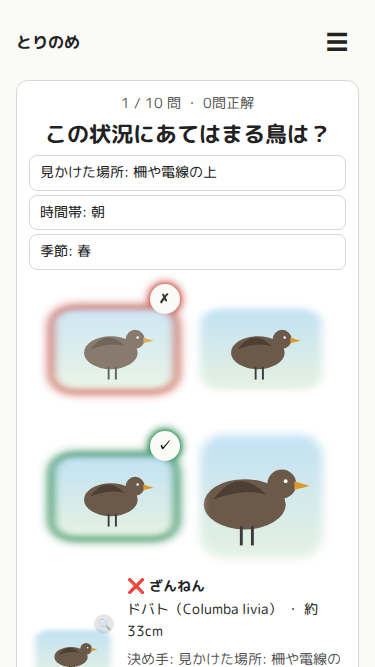 とりのめ
1 / 10 問 · 0問正解
この状況にあてはまる鳥は？
見かけた場所: 柵や電線の上
時間帯: 朝
季節: 春
✗
✓
❌ ざんねん
ドバト（Columba livia） · 約
33cm
決め手: 見かけた場所: 柵や電線の